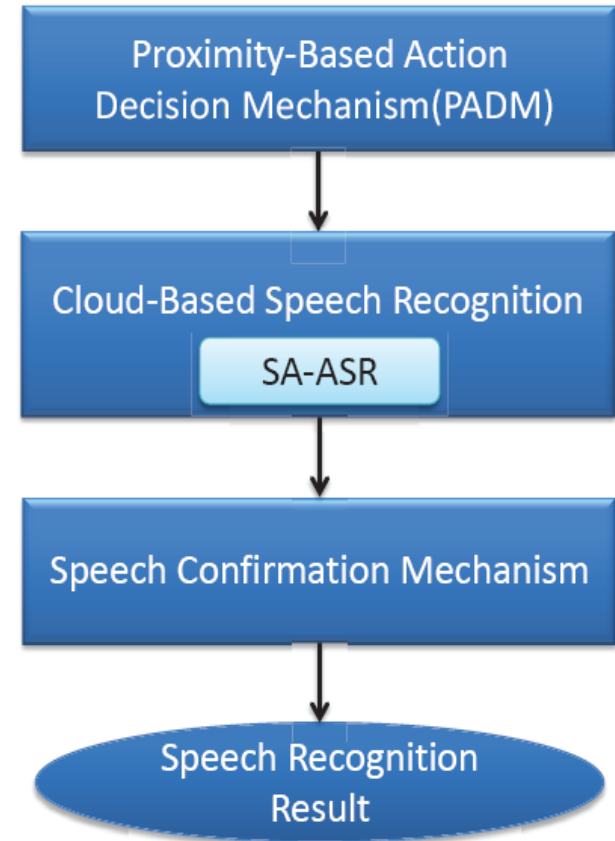 Proximity-Based Action
Decision Mechanism(PADM)
Cloud-Based Speech Recognition
SA-ASR
Speech Confirmation Mechanism
Speech Recognition
Result